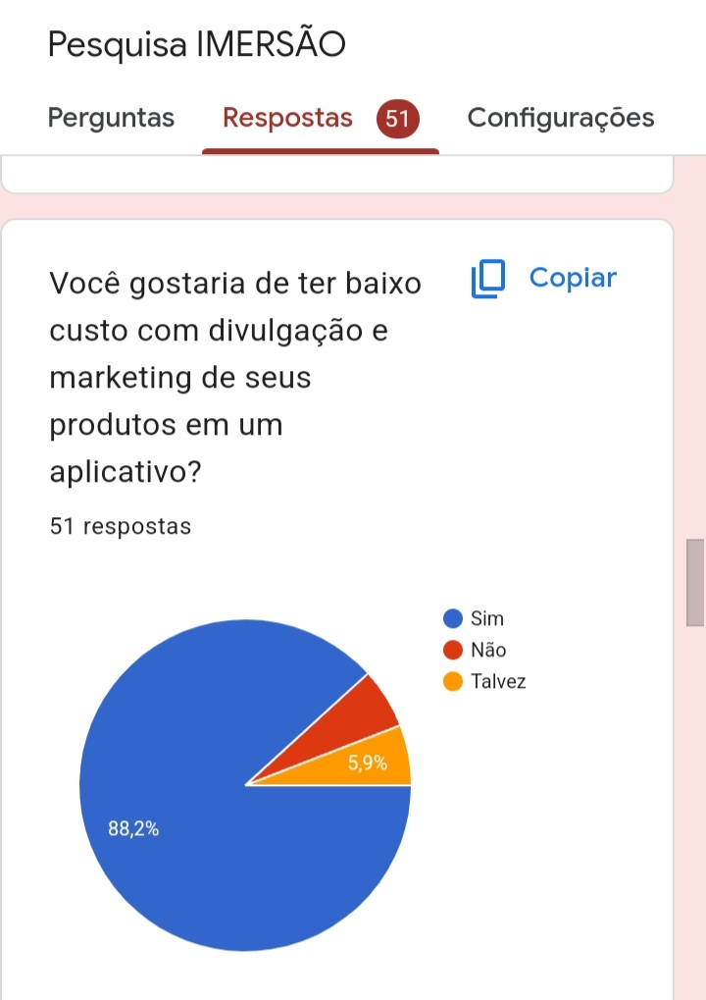 Pesquisa IMERSÃO
Perguntas
Respostas
51
Configurações
Você gostaria de ter baixo
custo com divulgação e
marketing de seus
produtos em um
aplicativo?
Copiar
51 respostas
Sim
Não
Talvez
5,9%
88,2%